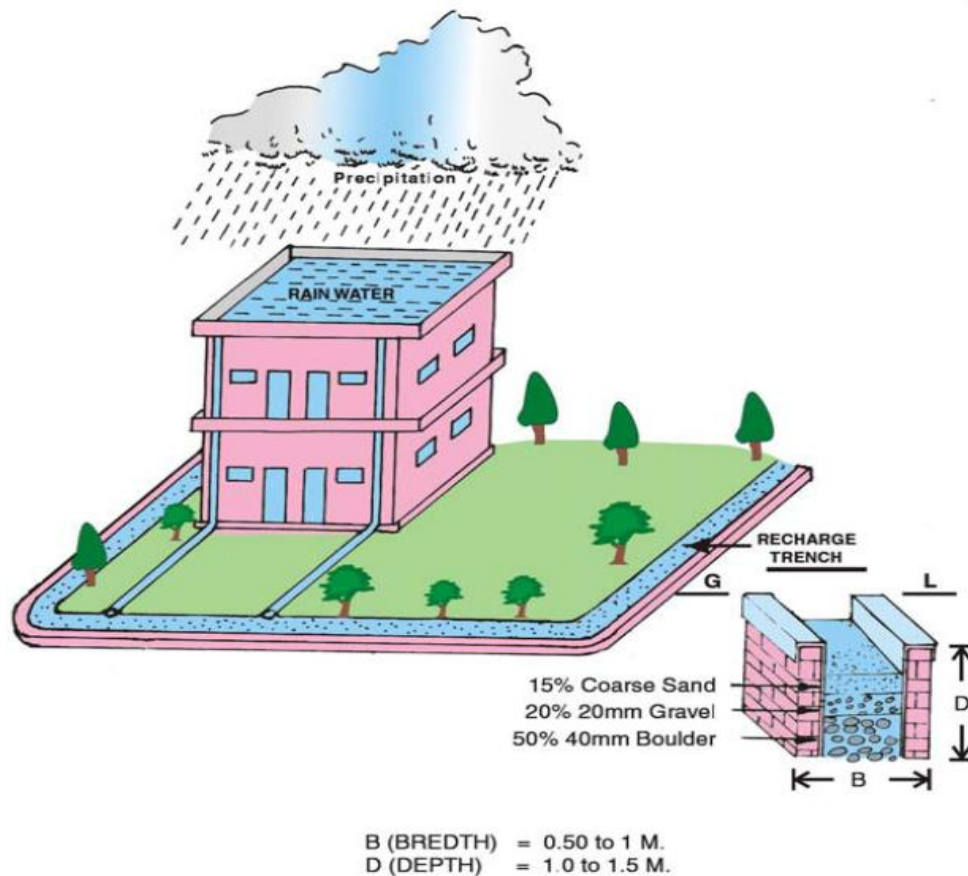 Precipitation
RAIN WATER
RECHARGE
TRENCH
G L
15% Coarse Sand
20% 20mm Gravel
50% 40mm Boulder
D
B
B (BREDTH) = 0.50 to 1 M.
D (DEPTH) = 1.0 to 1.5 M.